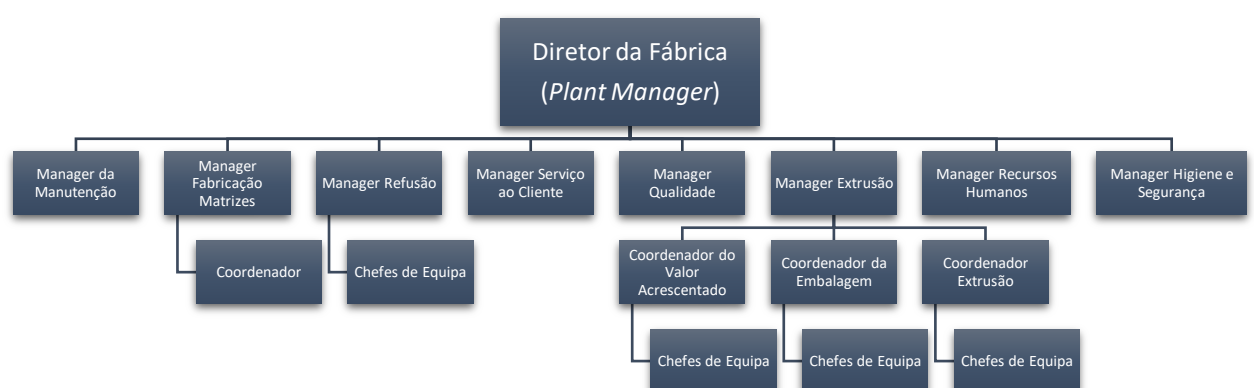 Diretor da Fábrica
(Plant Manager)
Manager da
Manutenção
Manager
Fabricação
Matrizes
Manager Refusão
Manager Serviço
ao Cliente
Manager
Qualidade
Manager Extrusão
Manager Recursos
Humanos
Manager Higiene e
Segurança
Coordenador
Chefes de Equipa
Coordenador do
Valor
Acrescentado
Coordenador da
Embalagem
Coordenador
Extrusão
Chefes de Equipa
Chefes de Equipa
Chefes de Equipa